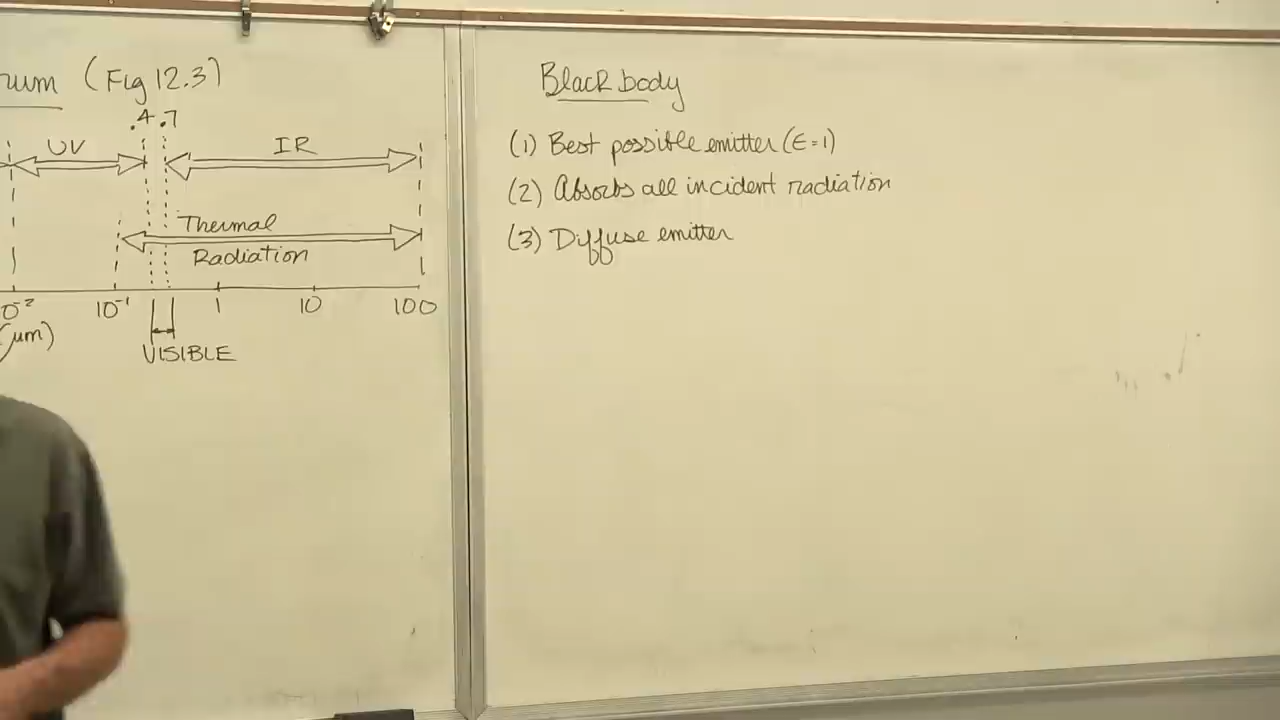 rum (Fig 12.3)
.4 .7
UV IR
Thermal
Radiation
0⁻² 10⁻¹ 1 10 100
(μm)
VISIBLE
Black body
(1) Best possible emitter (ϵ=1)
(2) Absorbs all incident radiation
(3) Diffuse emitter